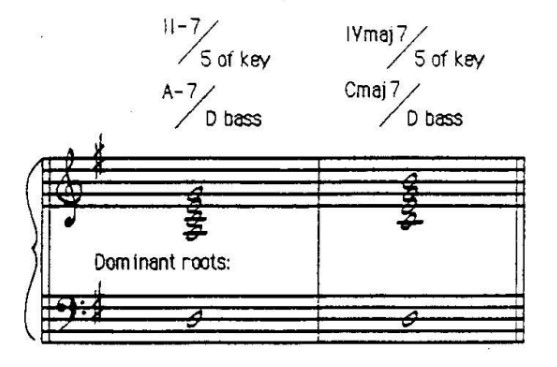 II-7/ IVmaj7/
5 of key 5 of key
A-7/ Cmaj7/
D bass D bass
Dominant roots: